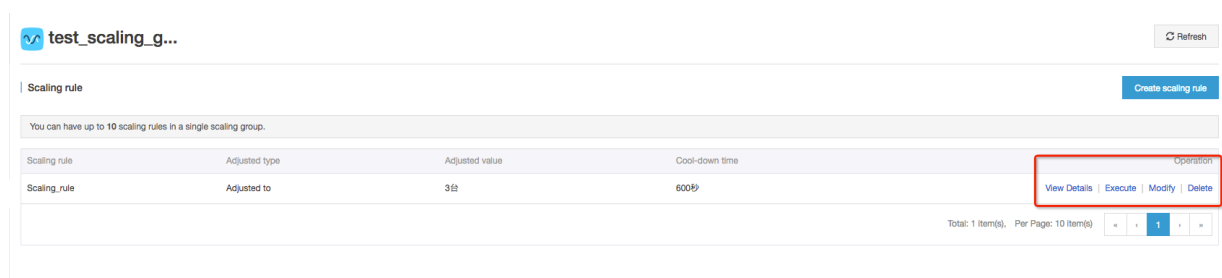 test_scaling_g...
Refresh
Scaling rule
Create scaling rule
You can have up to 10 scaling rules in a single scaling group.
Scaling rule Adjusted type Adjusted value Cool-down time Operation
Scaling_rule Adjusted to 3台 600秒 View Details | Execute | Modify | Delete
Total: 1 item(s), Per Page: 10 item(s) « ‹ 1 › »